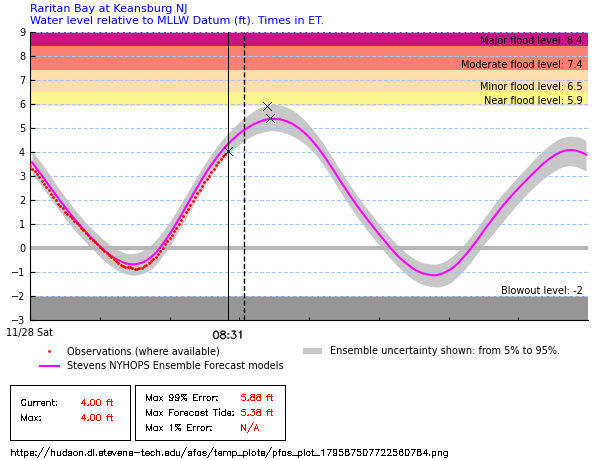 Raritan Bay at Keansburg NJ
Water level relative to MLLW Datum (ft). Times in ET.
9
Major flood level: 8.4
8
Moderate flood level: 7.4
7
Minor flood level: 6.5
6
Near flood level: 5.9
5
4
3
2
1
0
−1
−2
Blowout level: -2
−3
11/28 Sat
08:31
Observations (where available)
Ensemble uncertainty shown: from 5% to 95%.
Stevens NYHOPS Ensemble Forecast models
Current: 4.00 ft
Max: 4.00 ft
Max 99% Error: 5.88 ft
Max Forecast Tide: 5.38 ft
Max 1% Error: N/A
https://hudson.dl.stevens-tech.edu/sfas/temp_plots/pfas_plot_179587507722560784.png